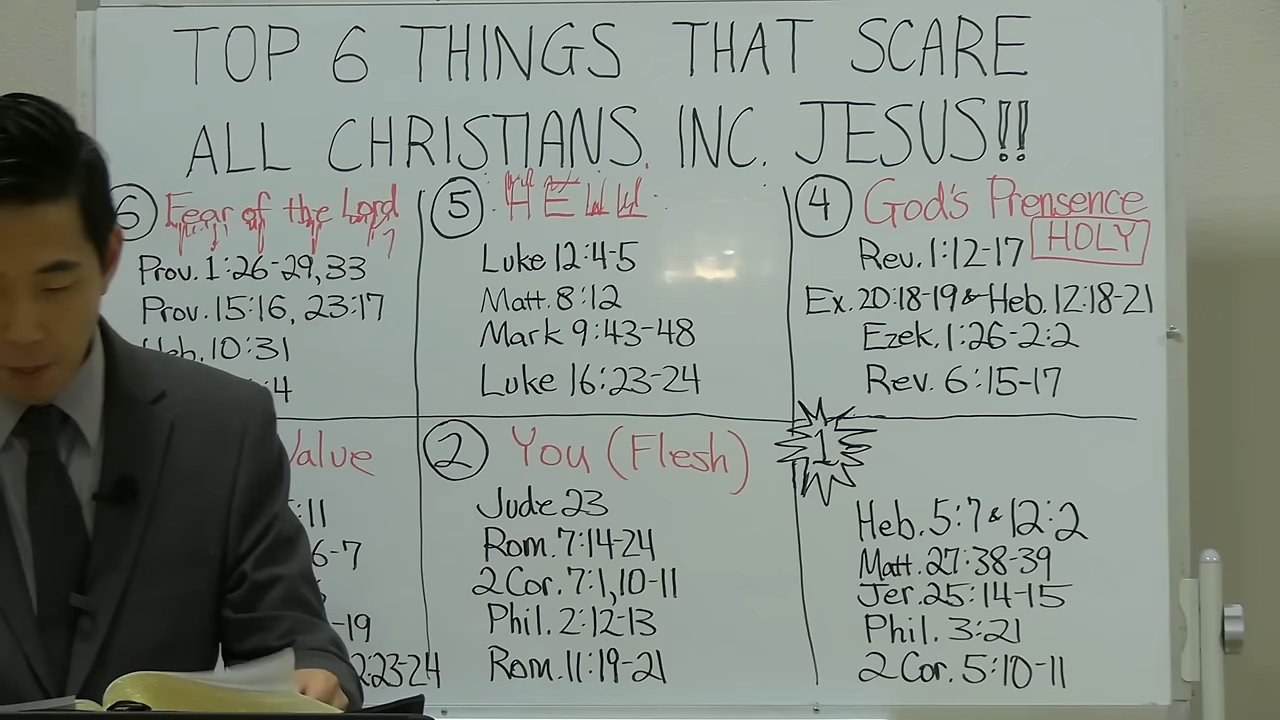 TOP 6 THINGS THAT SCARE
ALL CHRISTIANS. INC. JESUS!!
6 Fear of the Lord
Prov. 1:26-29,33
Prov. 15:16, 23:17
Heb. 10:31
:4
5 HELL
Luke 12:4-5
Matt. 8:12
Mark 9:43-48
Luke 16:23-24
4 God's Prensence
HOLY
Rev. 1:12-17
Ex. 20:18-19 & Heb. 12:18-21
Ezek. 1:26-2:2
Rev. 6:15-17
Value
:11
6-7
-19
2:23-24
2 You (Flesh)
Jude 23
Rom. 7:14-24
2 Cor. 7:1,10-11
Phil. 2:12-13
Rom. 11:19-21
1
Heb. 5:7 & 12:2
Matt. 27:38-39
Jer. 25:14-15
Phil. 3:21
2 Cor. 5:10-11